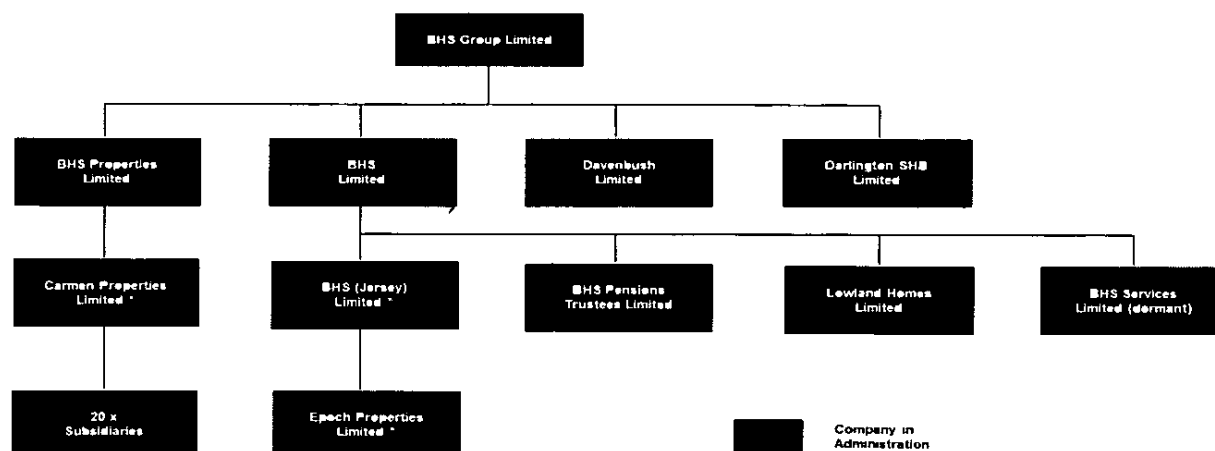 BHS Group Limited
BHS Properties
Limited
BHS
Limited
Davenbush
Limited
Darlington SHB
Limited
Carmen Properties
Limited *
BHS (Jersey)
Limited *
BHS Pensions
Trustees Limited
Lowland Homes
Limited
BHS Services
Limited (dormant)
20 x
Subsidiaries
Epoch Properties
Limited *
Company in
Administration